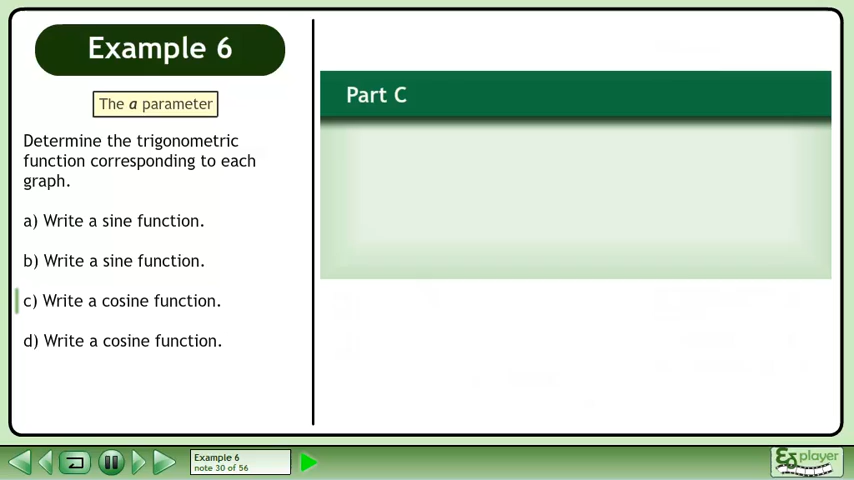 Example 6
The a parameter
Determine the trigonometric
function corresponding to each
graph.
a) Write a sine function.
b) Write a sine function.
c) Write a cosine function.
d) Write a cosine function.
Part C
Example 6
note 30 of 56
player